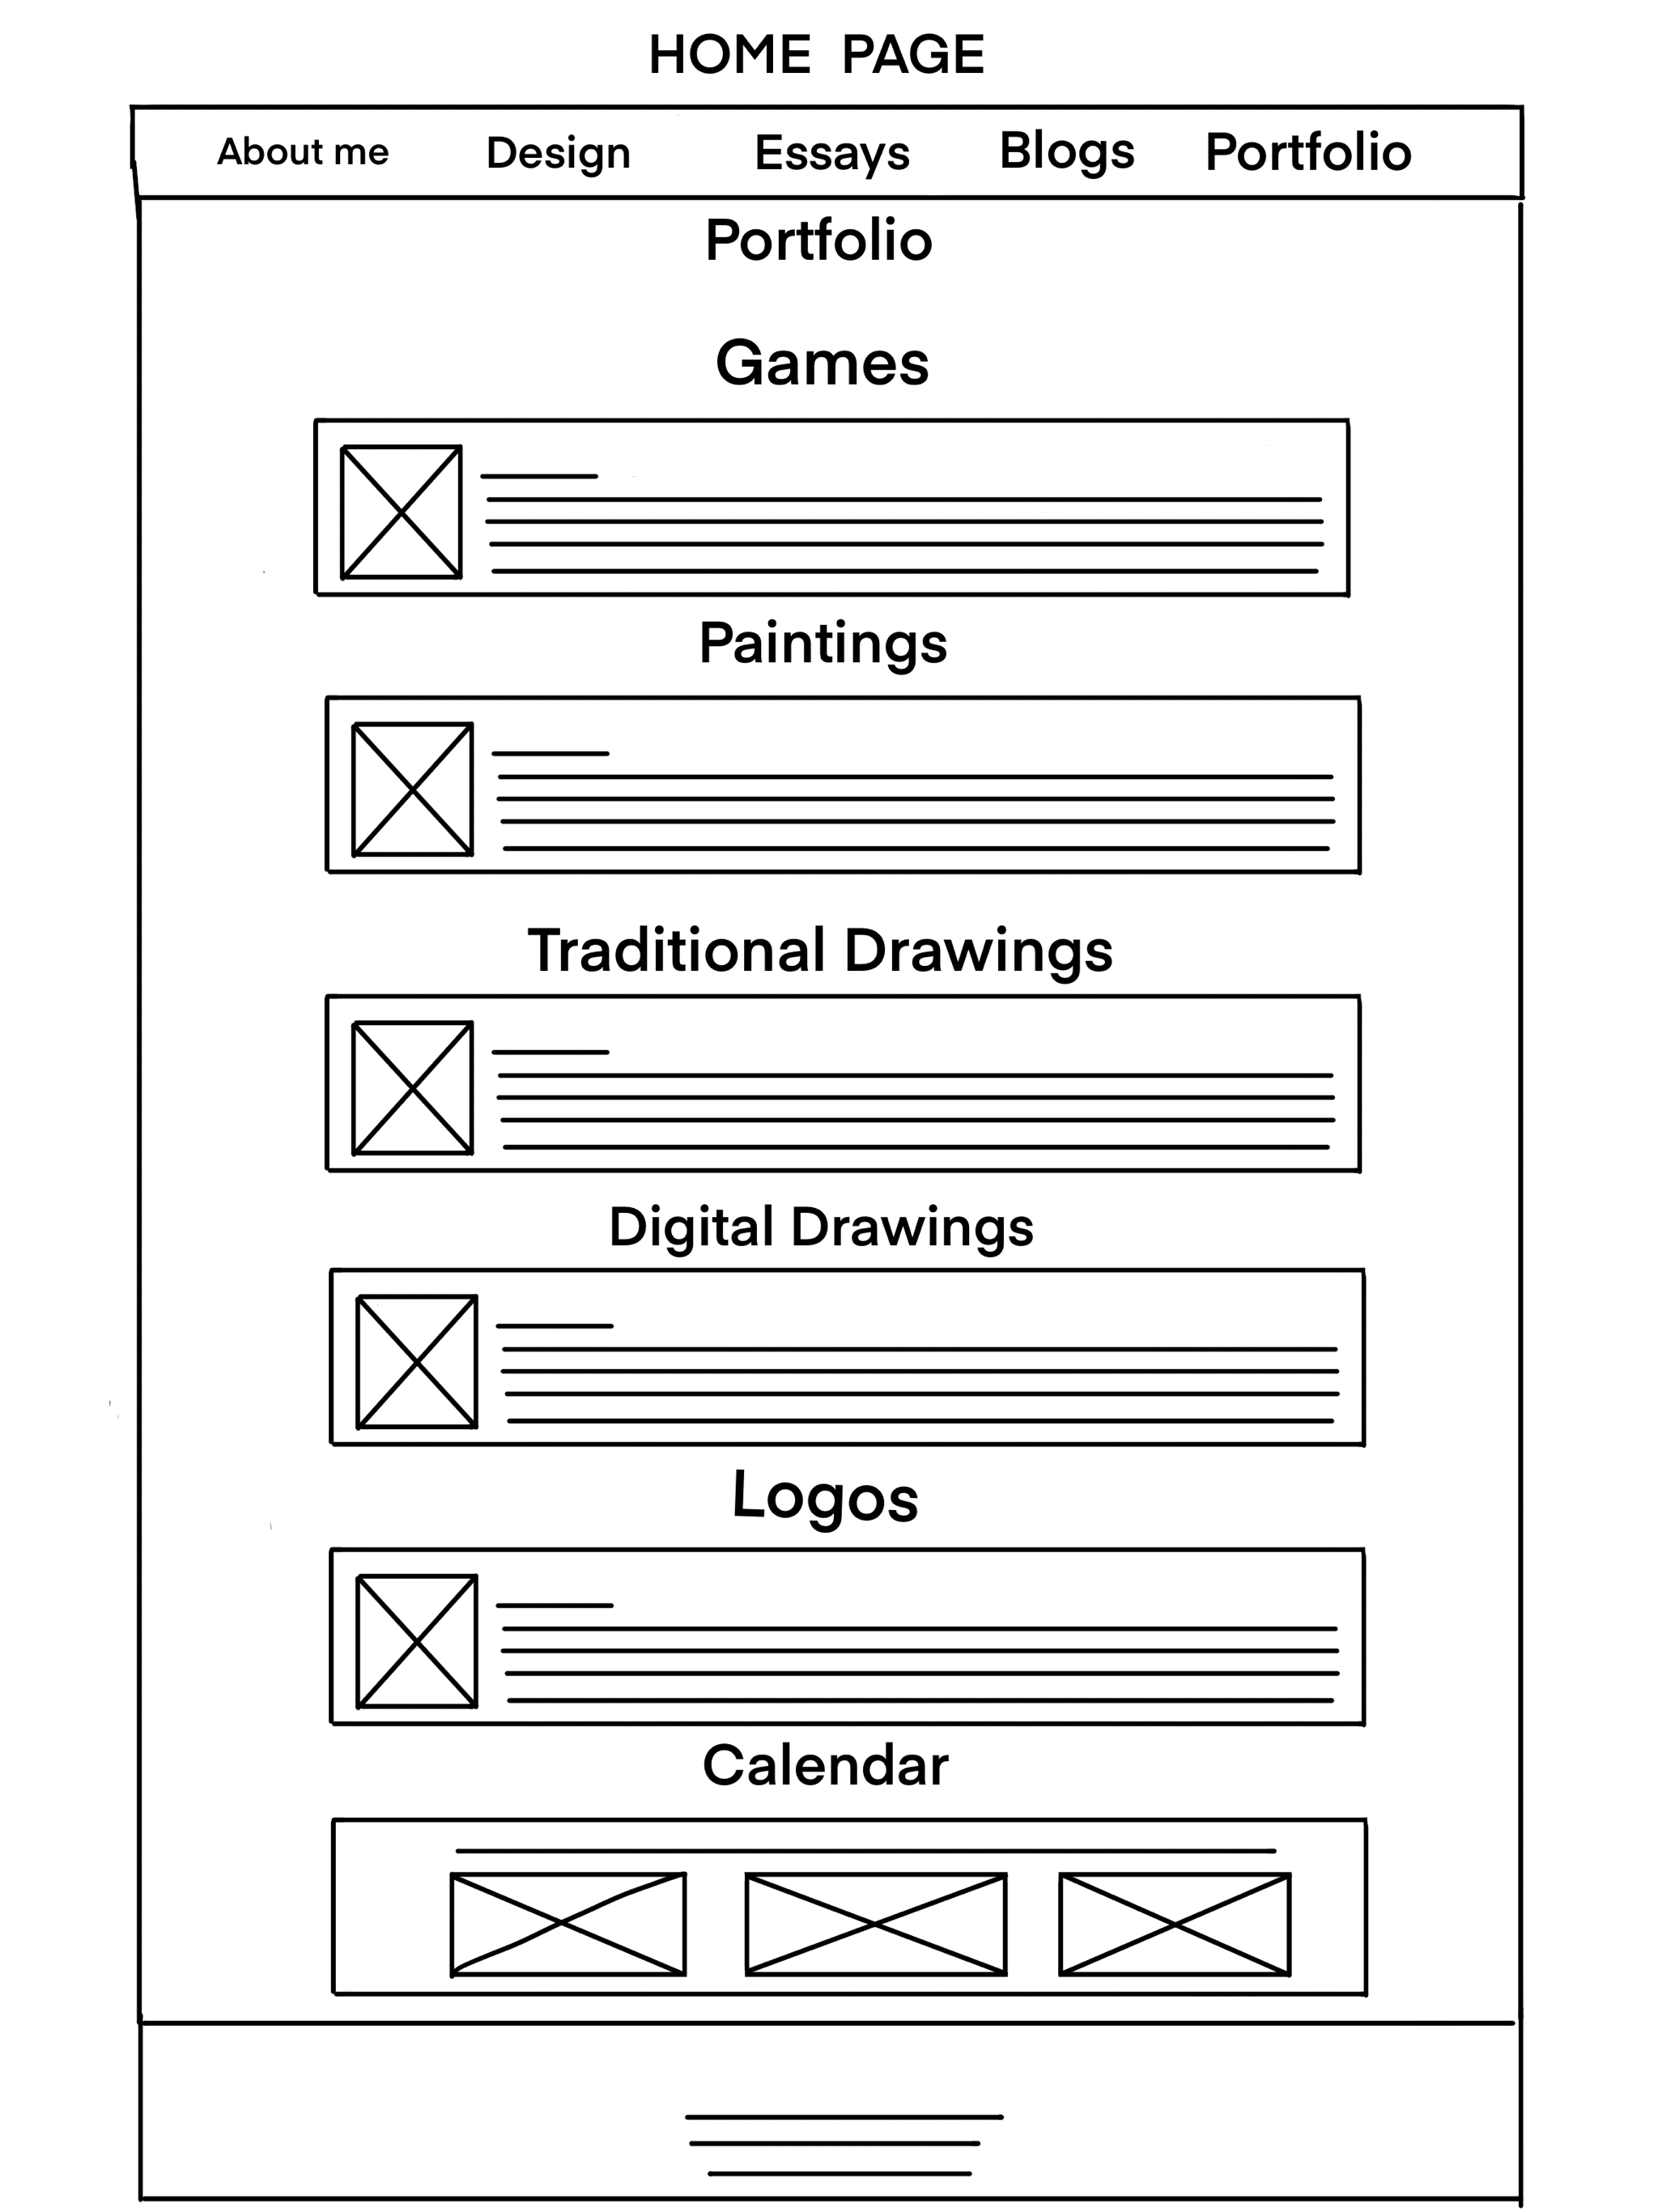 HOME PAGE
About me Design Essays Blogs Portfolio
Portfolio
Games
Paintings
Traditional Drawings
Digital Drawings
Logos
Calendar